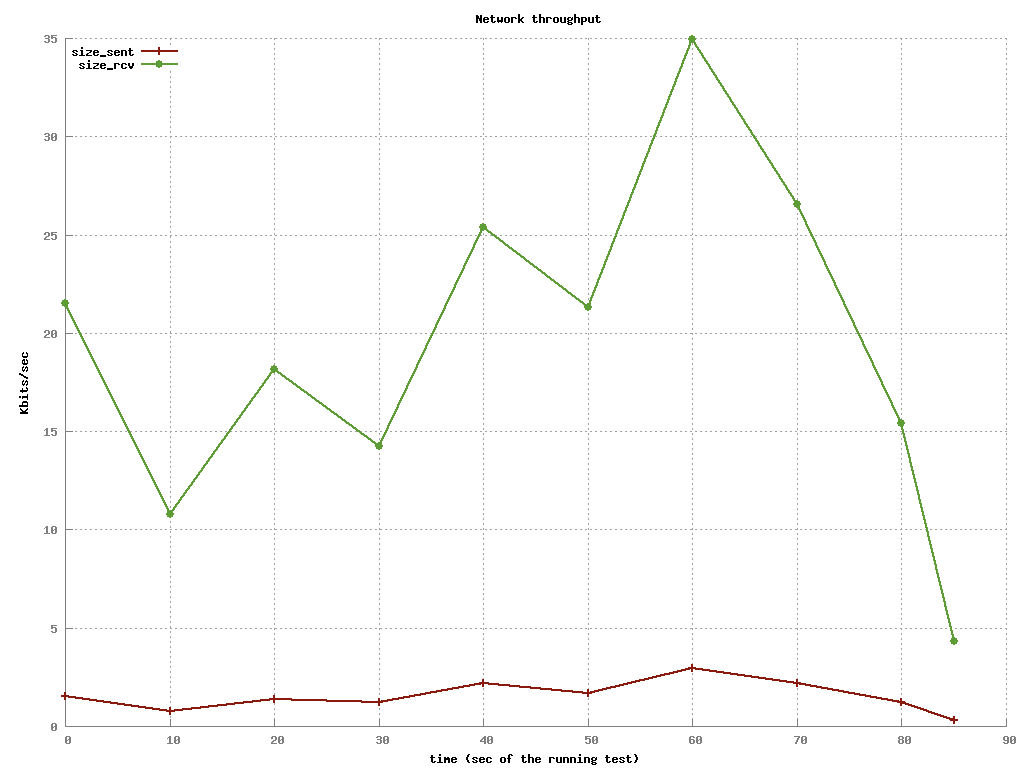 Network throughput
size_sent
size_rcv
35
30
25
20
15
10
5
0
Kbits/sec
0 10 20 30 40 50 60 70 80 90
time (sec of the running test)